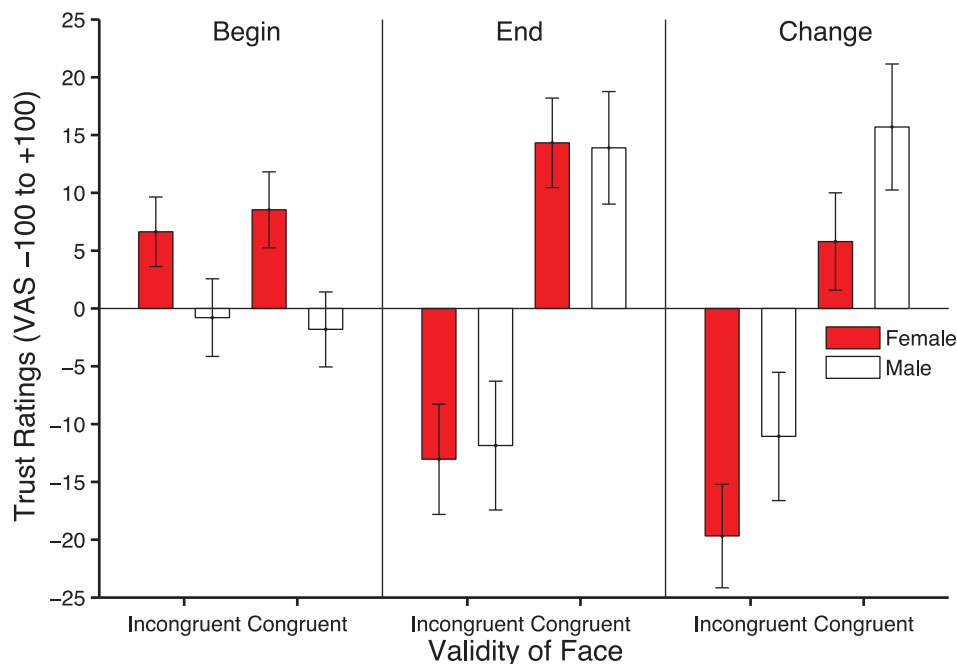 Begin End Change
Trust Ratings (VAS −100 to +100)
25
20
15
10
5
0
−5
−10
−15
−20
−25
Female
Male
Incongruent Congruent Incongruent Congruent Incongruent Congruent
Validity of Face